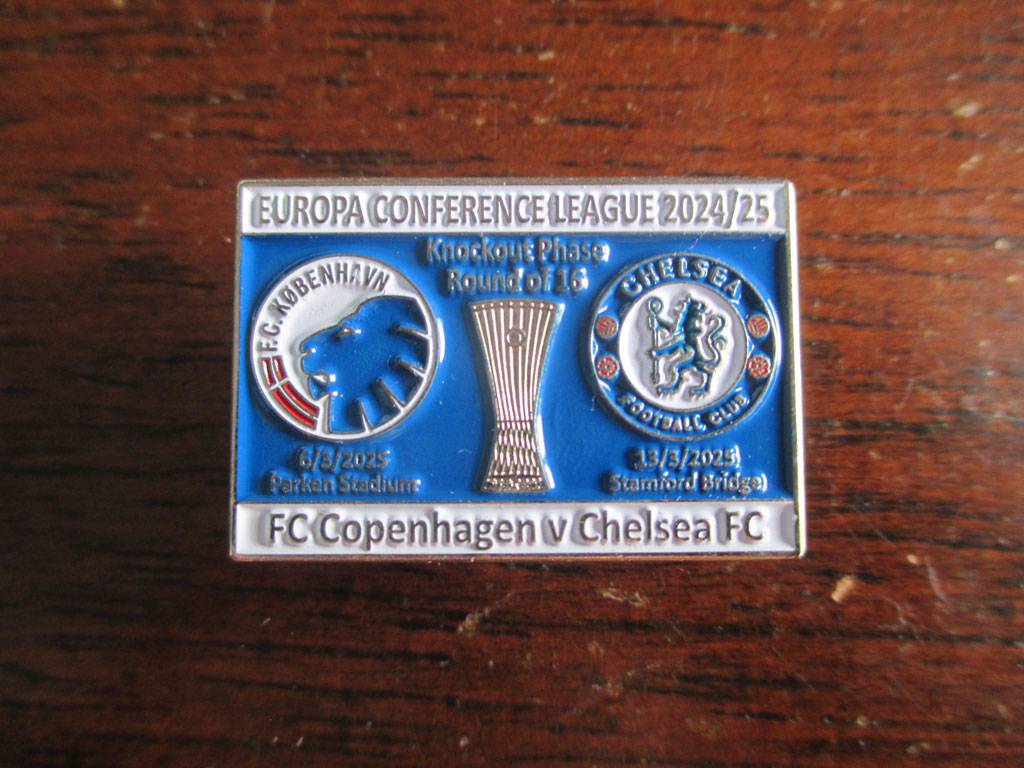 EUROPA CONFERENCE LEAGUE 2024/25
Knockout Phase
Round of 16
F.C. KØBENHAVN
CHELSEA
FOOTBALL CLUB
6/3/2025
Parken Stadium
13/3/2025
Stamford Bridge
FC Copenhagen v Chelsea FC